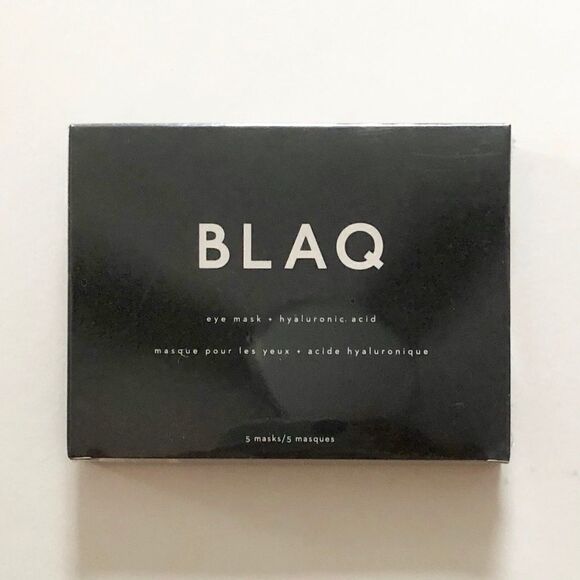 BLAQ
eye mask + hyaluronic acid
masque pour les yeux + acide hyaluronique
5 masks/5 masques